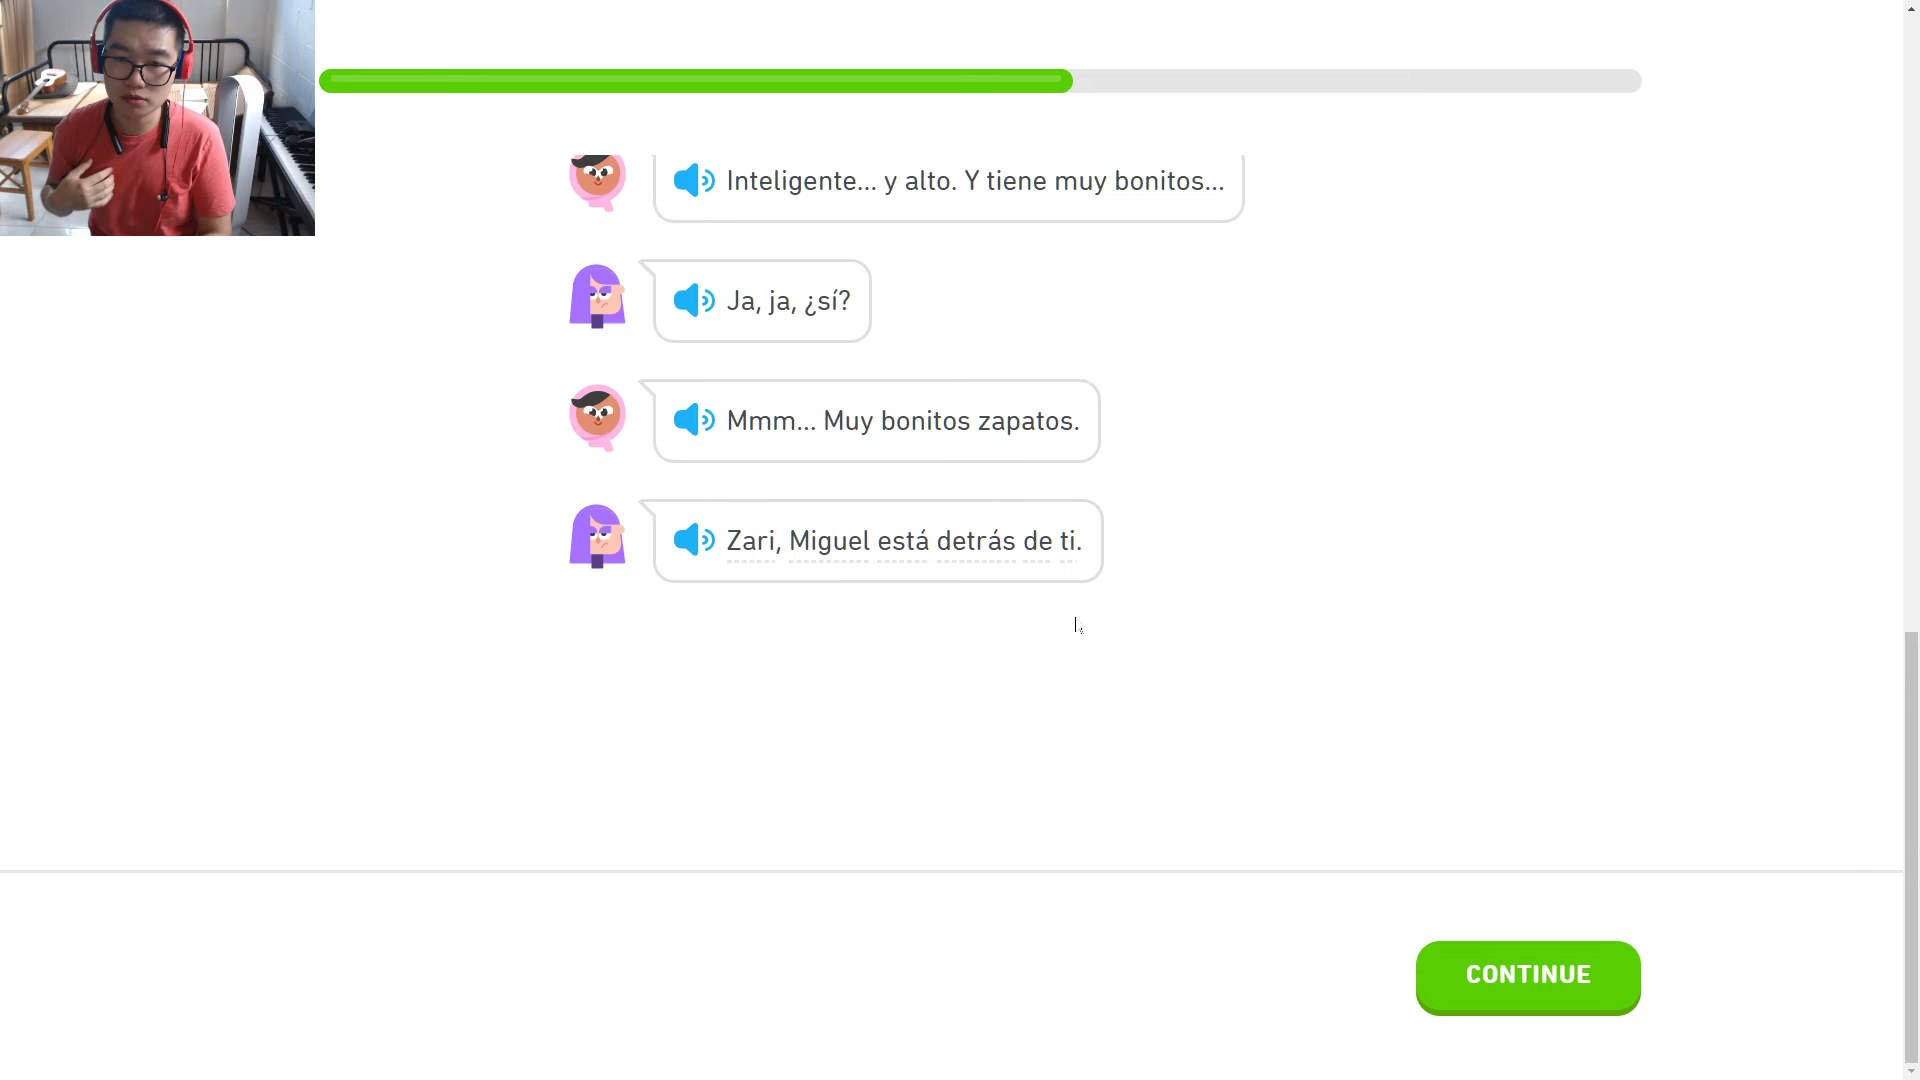 Inteligente... y alto. Y tiene muy bonitos...
Ja, ja, ¿sí?
Mmm... Muy bonitos zapatos.
Zari, Miguel está detrás de ti.
CONTINUE